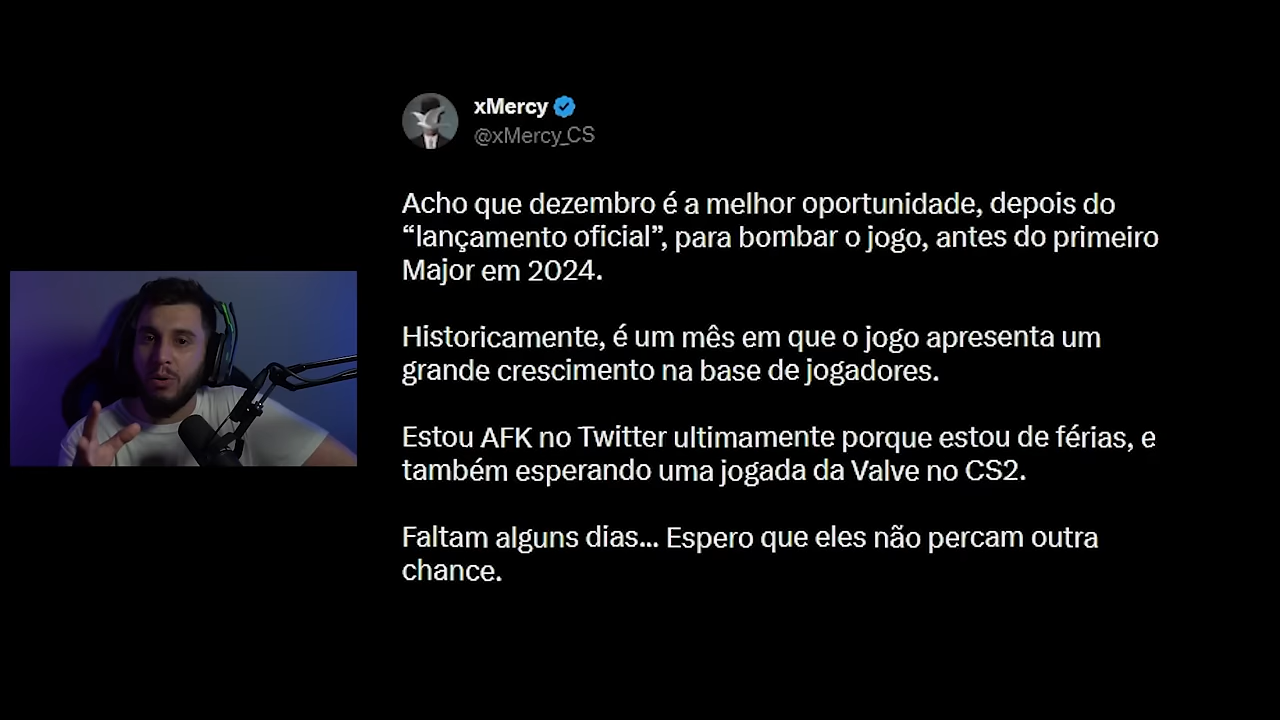 xMercy
@xMercy_CS
Acho que dezembro é a melhor oportunidade, depois do
“lançamento oficial”, para bombar o jogo, antes do primeiro
Major em 2024.
Historicamente, é um mês em que o jogo apresenta um
grande crescimento na base de jogadores.
Estou AFK no Twitter ultimamente porque estou de férias, e
também esperando uma jogada da Valve no CS2.
Faltam alguns dias... Espero que eles não percam outra
chance.